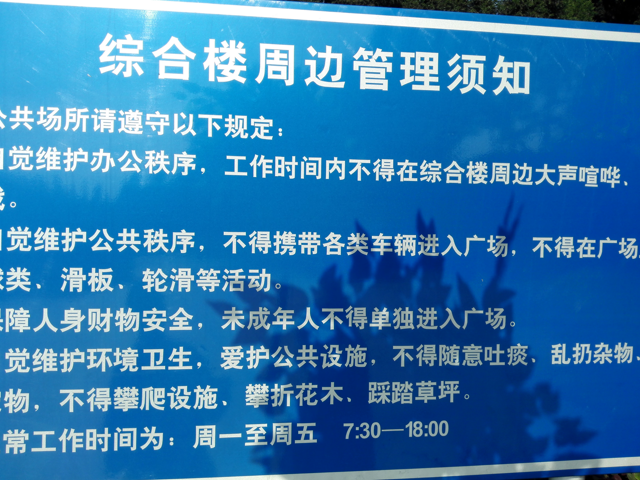 综合楼周边管理须知
公共场所请遵守以下规定：
自觉维护办公秩序，工作时间内不得在综合楼周边大声喧哗、
自觉维护公共秩序，不得携带各类车辆进入广场，不得在广场
球类、滑板、轮滑等活动。
保障人身财物安全，未成年人不得单独进入广场。
自觉维护环境卫生，爱护公共设施，不得随意吐痰、乱扔杂物、
物，不得攀爬设施、攀折花木、踩踏草坪。
常工作时间为：周一至周五 7:30—18:00